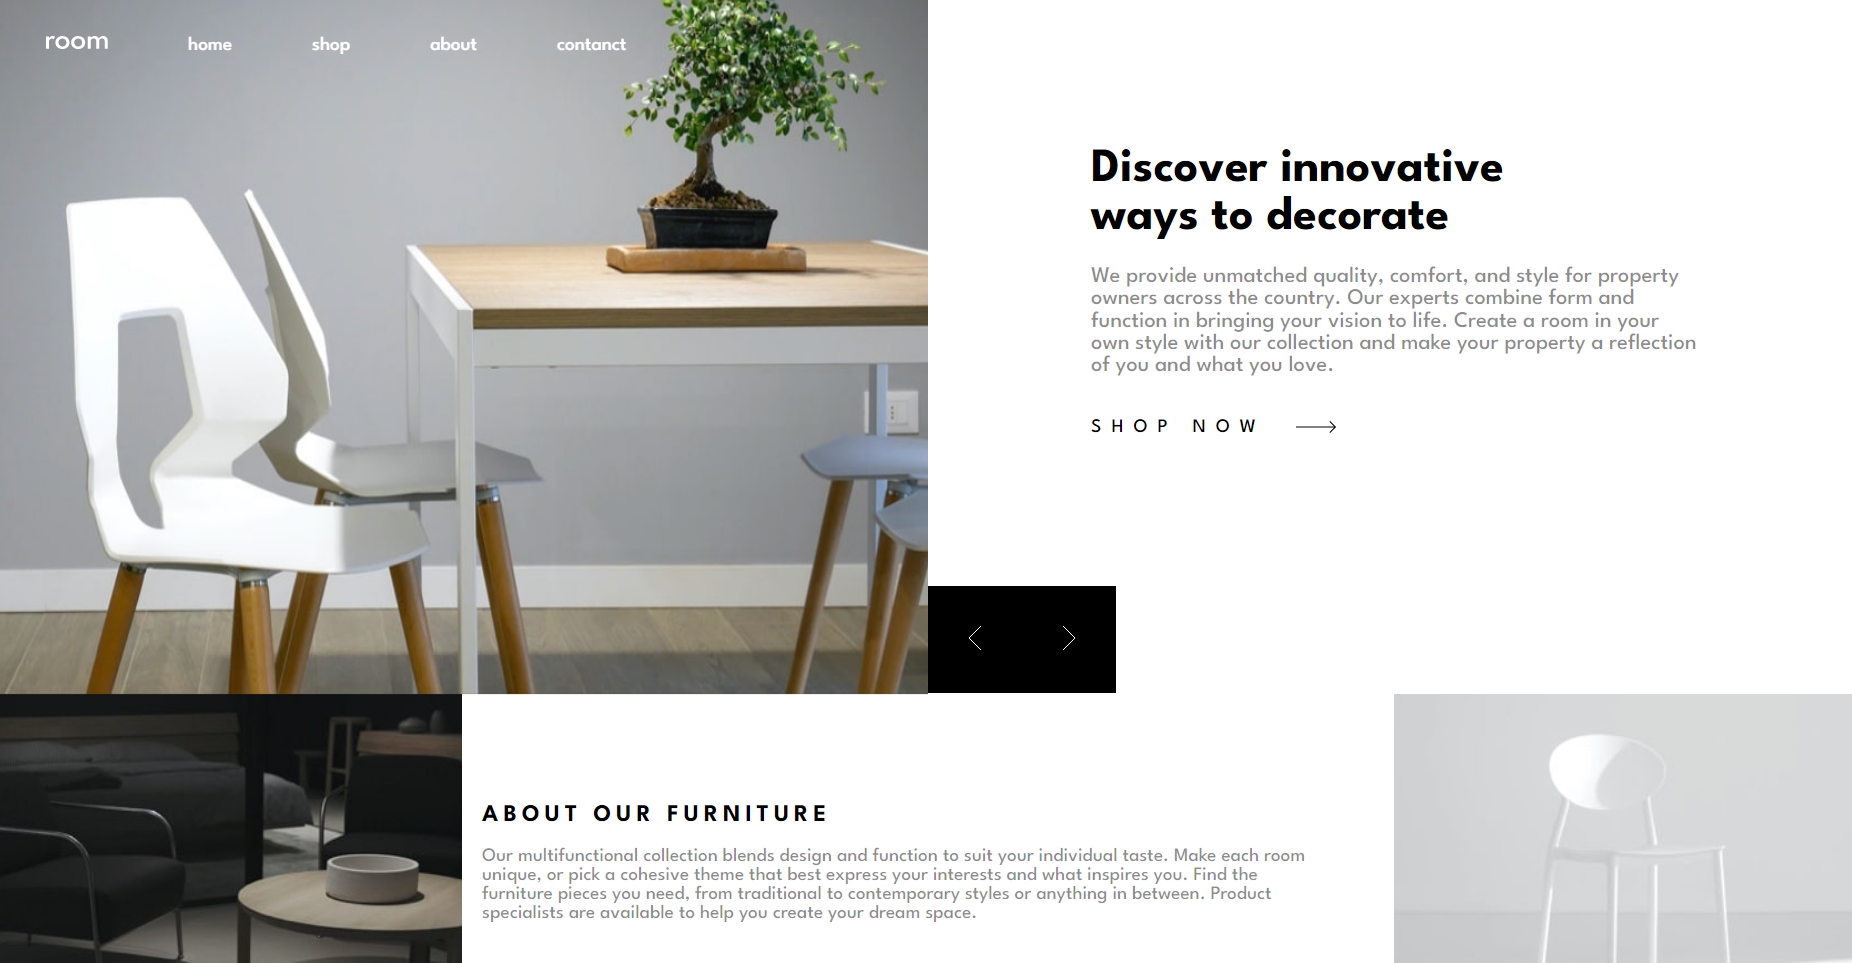 room
home
shop
about
contanct
Discover innovative
ways to decorate
We provide unmatched quality, comfort, and style for property
owners across the country. Our experts combine form and
function in bringing your vision to life. Create a room in your
own style with our collection and make your property a reflection
of you and what you love.
SHOP NOW
ABOUT OUR FURNITURE
Our multifunctional collection blends design and function to suit your individual taste. Make each room
unique, or pick a cohesive theme that best express your interests and what inspires you. Find the
furniture pieces you need, from traditional to contemporary styles or anything in between. Product
specialists are available to help you create your dream space.